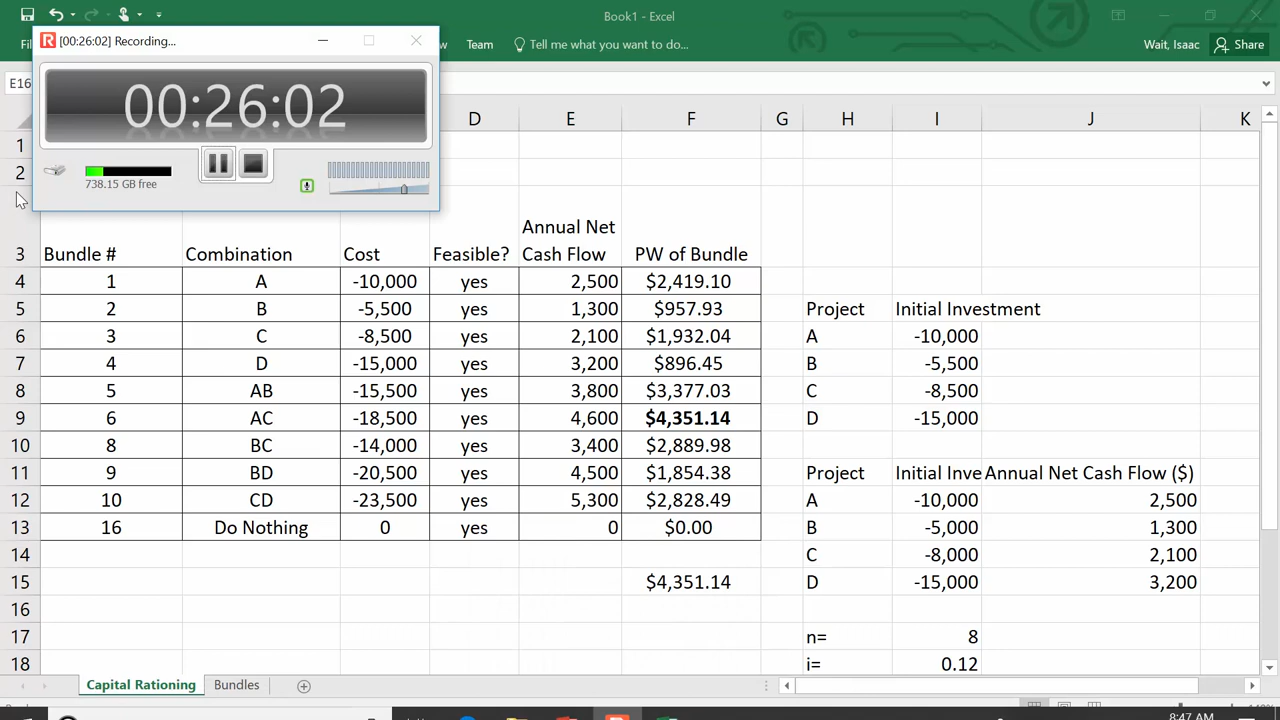 Book1 - Excel
[00:26:02] Recording...
Team
Tell me what you want to do...
Wait, Isaac
Share
E16
00:26:02
738.15 GB free
D E F G H I J K
1
2
3 Bundle # Combination Cost Feasible? Annual Net Cash Flow PW of Bundle
4 1 A -10,000 yes 2,500 $2,419.10
5 2 B -5,500 yes 1,300 $957.93 Project Initial Investment
6 3 C -8,500 yes 2,100 $1,932.04 A -10,000
7 4 D -15,000 yes 3,200 $896.45 B -5,500
8 5 AB -15,500 yes 3,800 $3,377.03 C -8,500
9 6 AC -18,500 yes 4,600 $4,351.14 D -15,000
10 8 BC -14,000 yes 3,400 $2,889.98
11 9 BD -20,500 yes 4,500 $1,854.38 Project Initial Inve Annual Net Cash Flow ($)
12 10 CD -23,500 yes 5,300 $2,828.49 A -10,000 2,500
13 16 Do Nothing 0 yes 0 $0.00 B -5,000 1,300
14 C -8,000 2,100
15 $4,351.14 D -15,000 3,200
16
17 n= 8
18 i= 0.12
Capital Rationing Bundles
8:47 AM